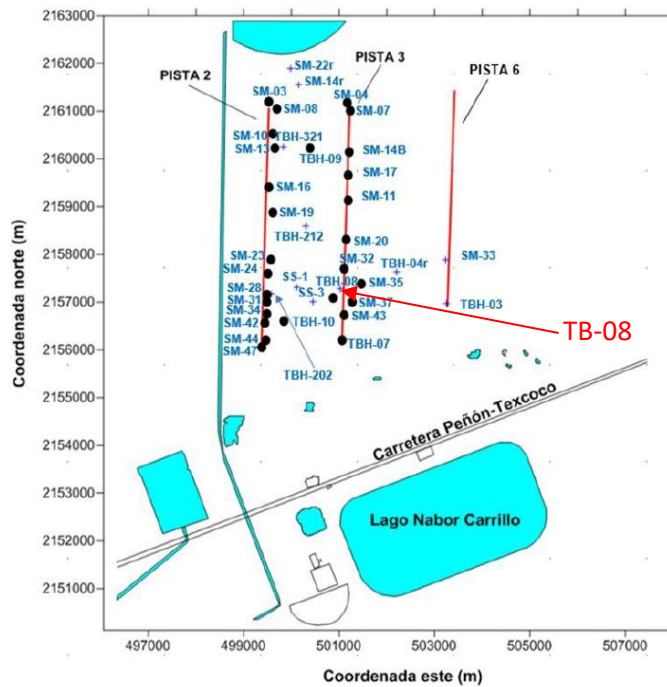 2163000
2162000
2161000
2160000
2159000
2158000
2157000
2156000
2155000
2154000
2153000
2152000
2151000
Coordenada norte (m)
SM-22r
PISTA 2
SM-14r
PISTA 3
PISTA 6
SM-03
SM-04
SM-08
SM-07
SM-10
TBH-321
SM-13
TBH-09
SM-14B
SM-17
SM-16
SM-11
SM-19
TBH-212
SM-20
SM-23
SM-32
SM-33
SM-24
TBH-04r
SS-1
TBH-08
SM-35
SM-28
SS-3
SM-31
SM-37
TBH-03
SM-34
TBH-10
SM-43
SM-42
TB-08
SM-44
TBH-07
SM-47
TBH-202
Carretera Peñón-Texcoco
Lago Nabor Carrillo
497000 499000 501000 503000 505000 507000
Coordenada este (m)